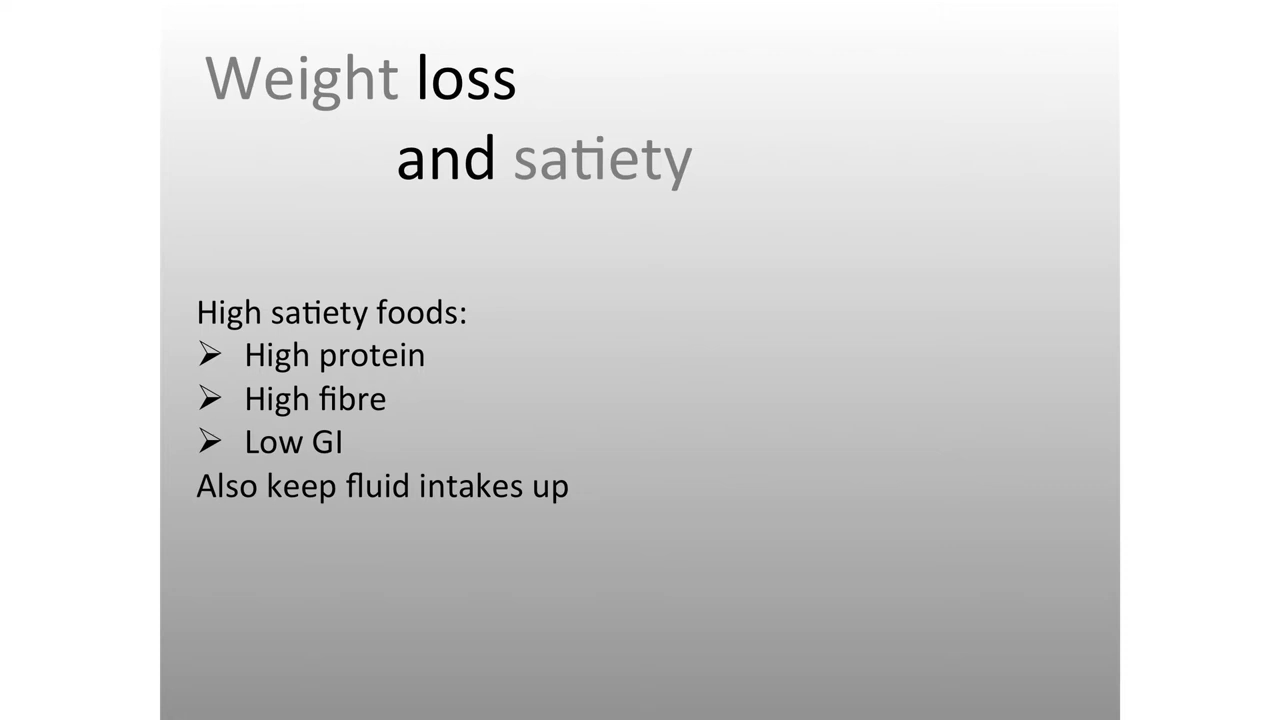 Weight loss
and satiety
High satiety foods:
➢ High protein
➢ High fibre
➢ Low GI
Also keep fluid intakes up